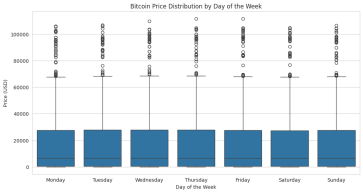 Bitcoin Price Distribution by Day of the Week
100000
80000
60000
40000
20000
0
Price (USD)
Monday Tuesday Wednesday Thursday Friday Saturday Sunday
Day of the Week